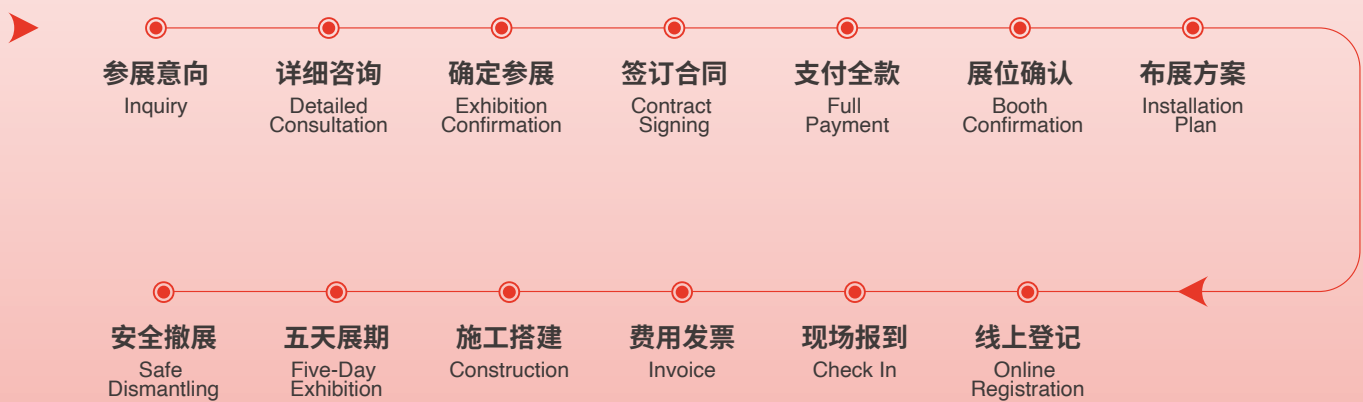 参展意向
Inquiry
详细咨询
Detailed
Consultation
确定参展
Exhibition
Confirmation
签订合同
Contract
Signing
支付全款
Full
Payment
展位确认
Booth
Confirmation
布展方案
Installation
Plan
线上登记
Online
Registration
现场报到
Check In
费用发票
Invoice
施工搭建
Construction
五天展期
Five-Day
Exhibition
安全撤展
Safe
Dismantling